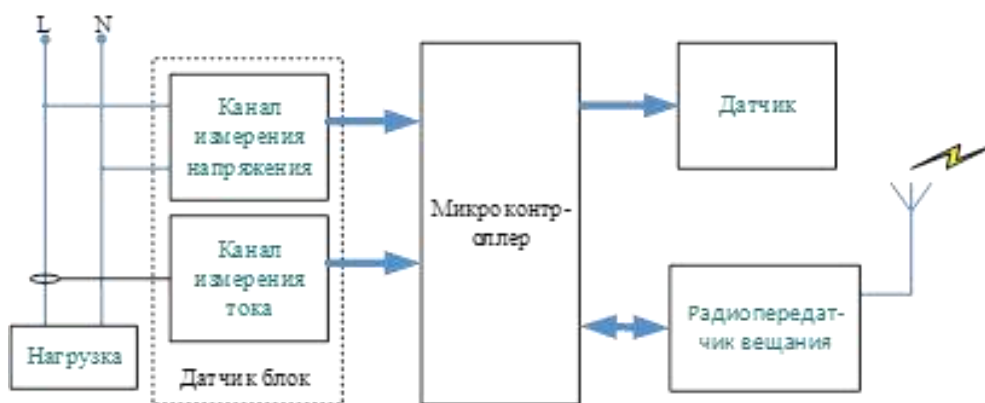 L N
Канал
измерения
напряжения
Канал
измерения
тока
Датчик блок
Нагрузка
Микроконтр-
оллер
Датчик
Радиопередат-
чик вещания